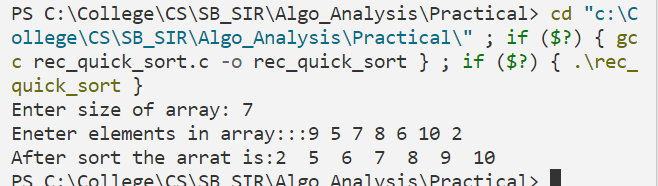 PS C:\College\CS\SB_SIR\Algo_Analysis\Practical> cd "c:\C
ollege\CS\SB_SIR\Algo_Analysis\Practical\" ; if ($?) { gc
c rec_quick_sort.c -o rec_quick_sort } ; if ($?) { .\rec_
quick_sort }
Enter size of array: 7
Eneter elements in array:::9 5 7 8 6 10 2
After sort the arrat is:2  5  6  7  8  9  10
PS C:\College\CS\SB_SIR\Algo_Analysis\Practical>